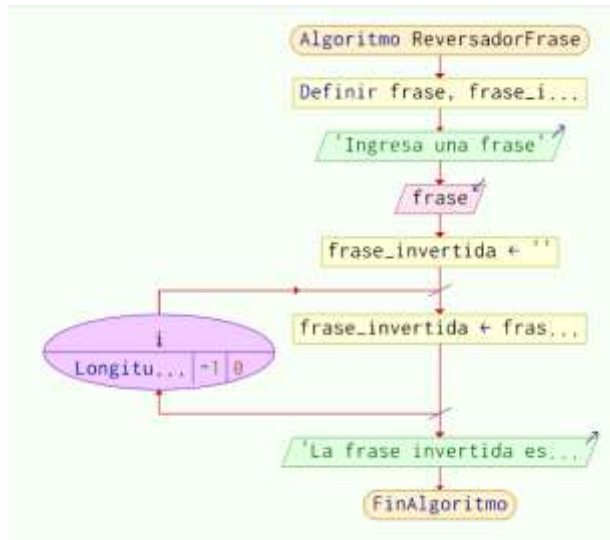 Algoritmo ReversadorFrase
Definir frase, frase_i...
'Ingresa una frase'
frase
frase_invertida ← ''
i
Longitu... -1 0
frase_invertida ← fras...
'La frase invertida es...
FinAlgoritmo